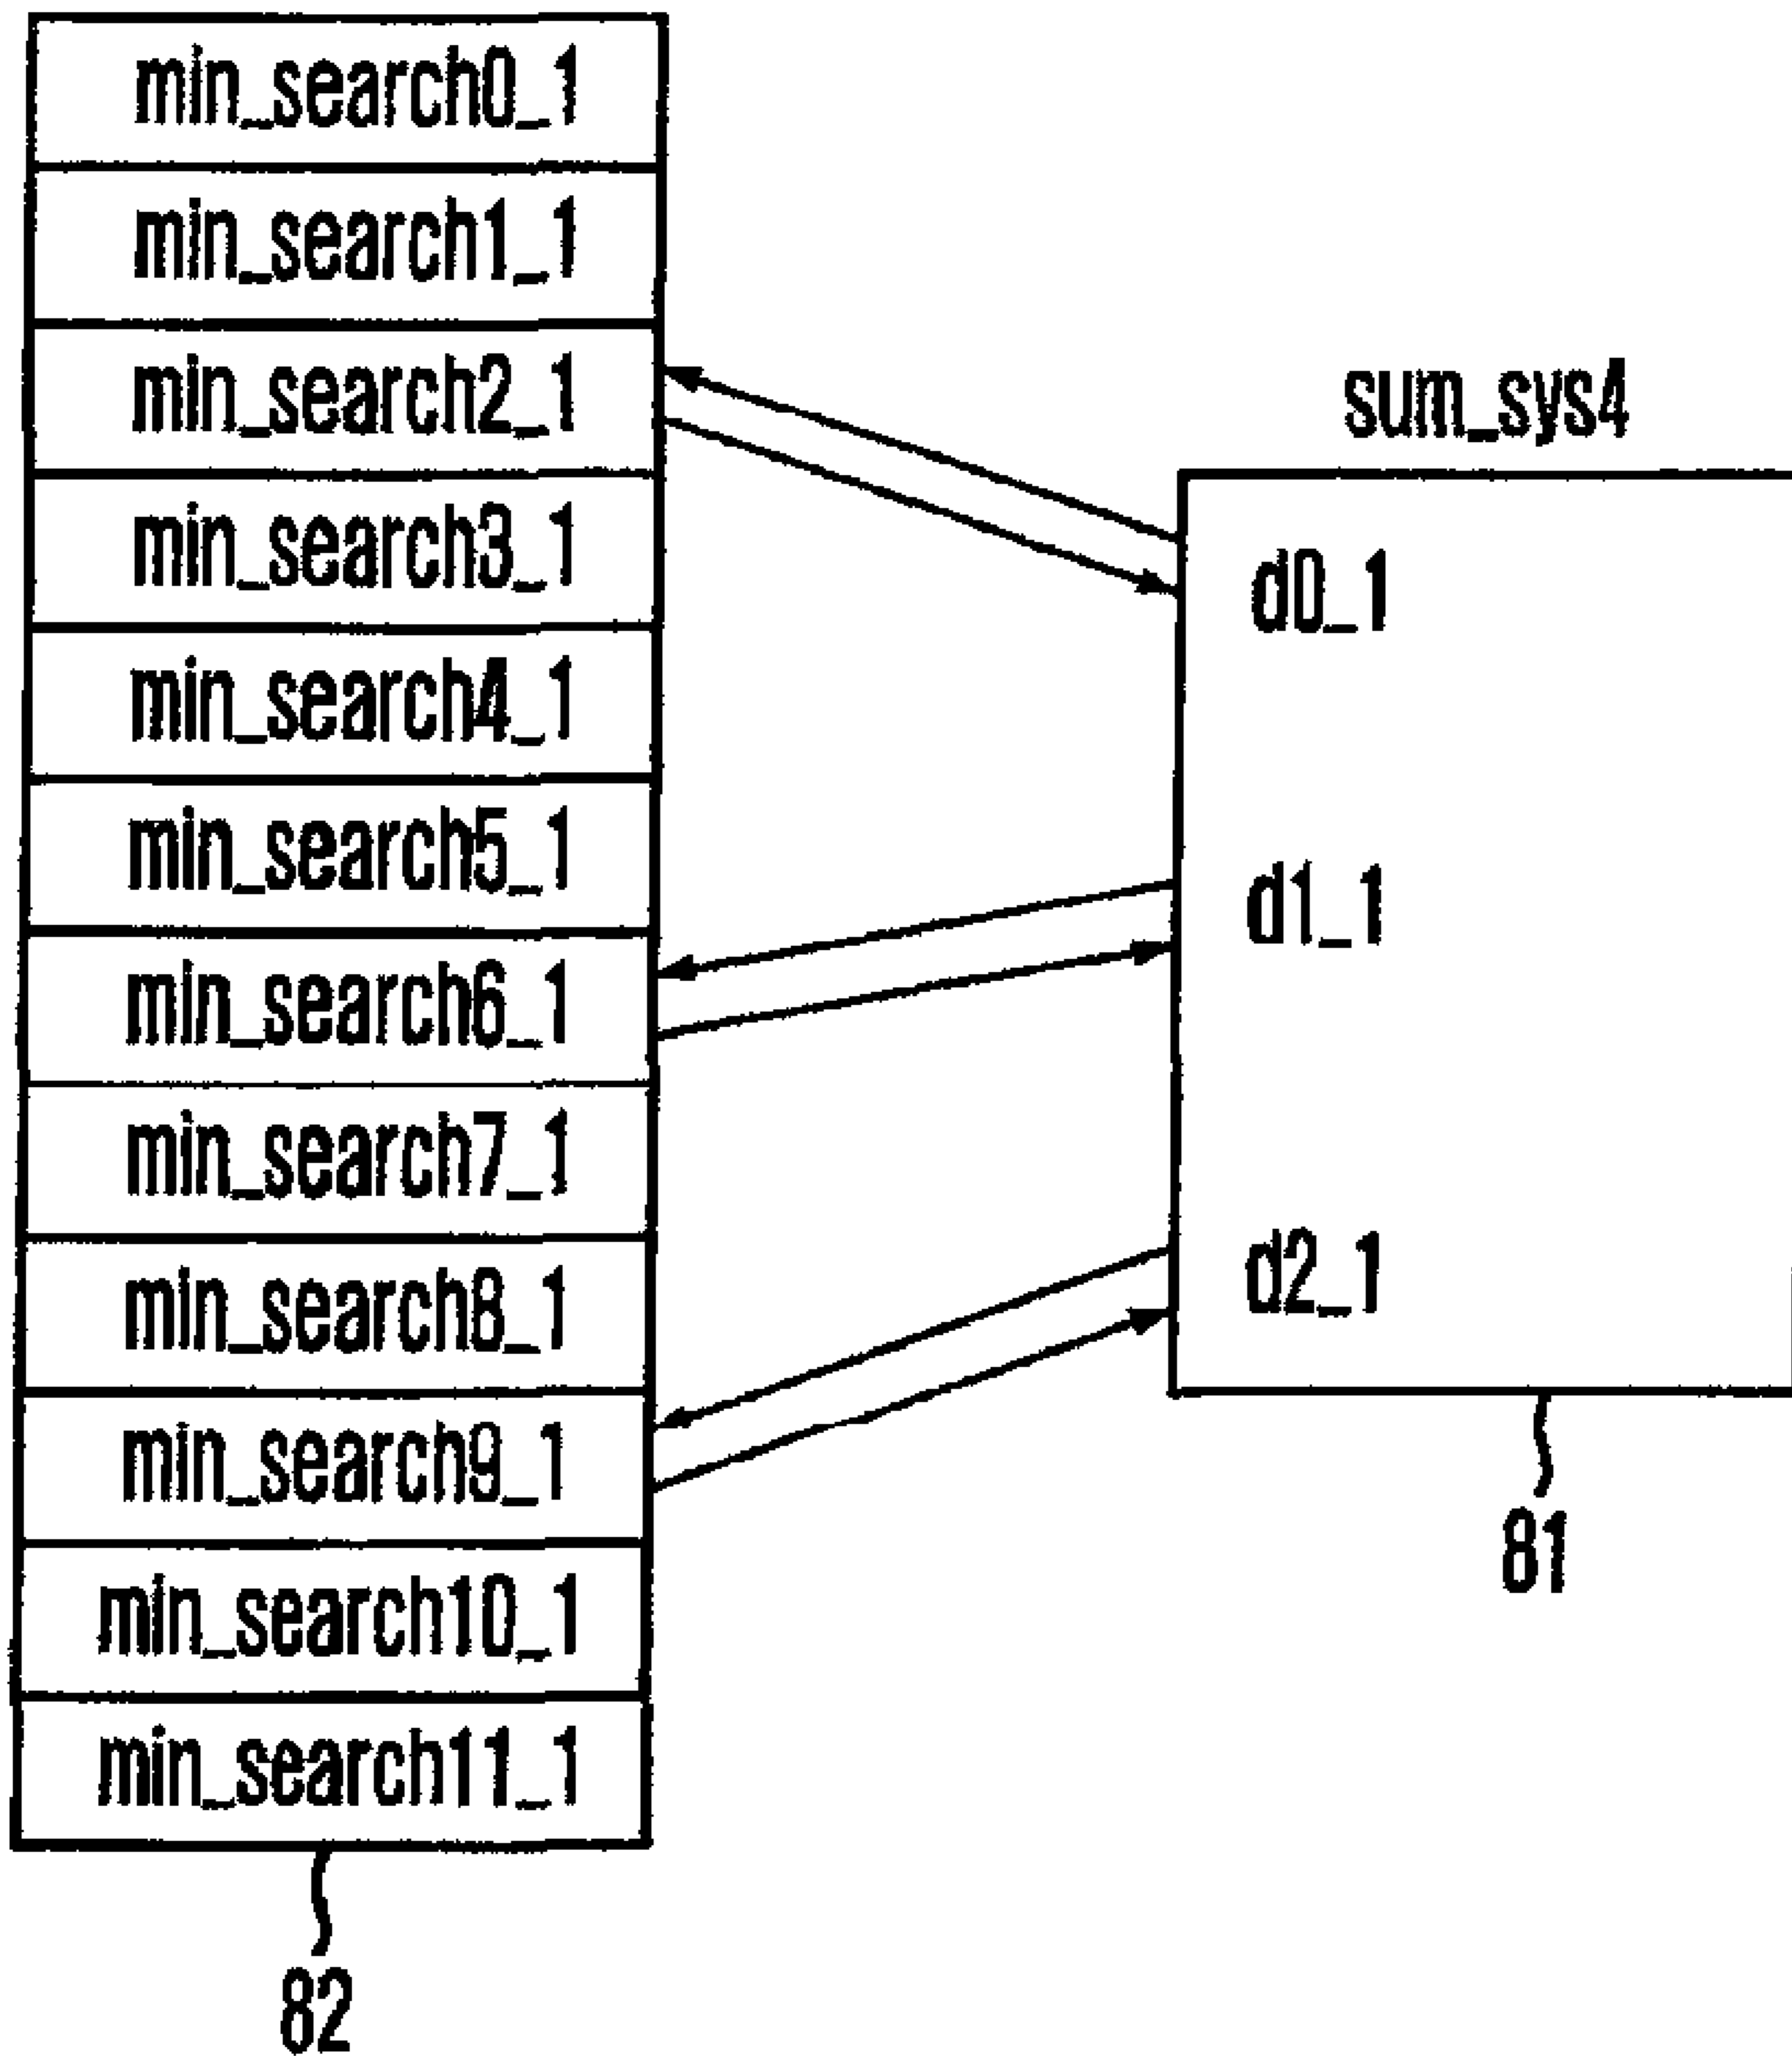 min_search0_1
min_search1_1
min_search2_1
min_search3_1
min_search4_1
min_search5_1
min_search6_1
min_search7_1
min_search8_1
min_search9_1
min_search10_1
min_search11_1
82
sum_sys4
d0_1
d1_1
d2_1
81